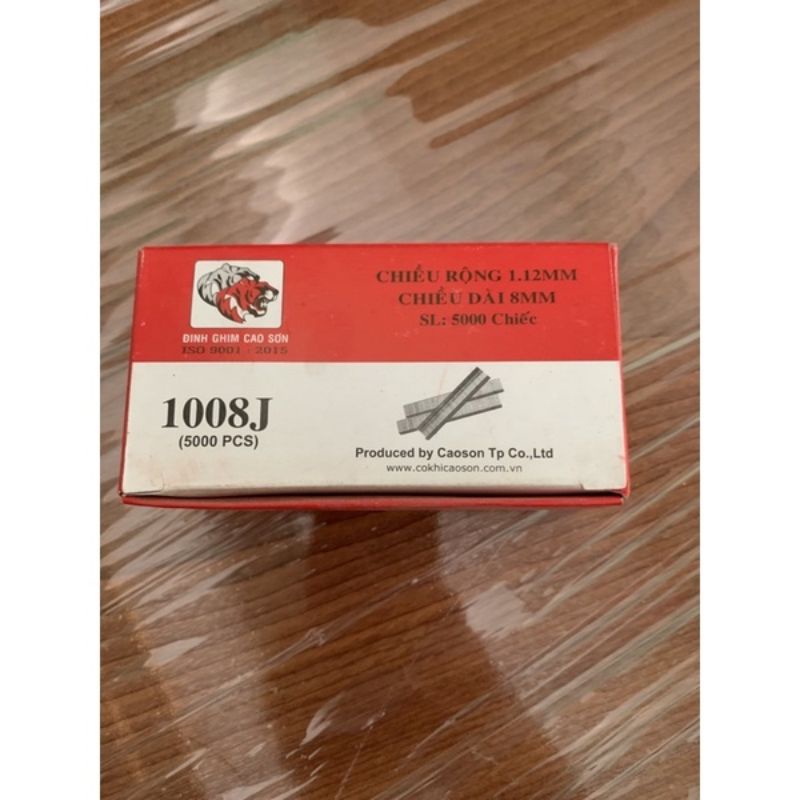 CHIỀU RỘNG 1.12MM
CHIỀU DÀI 8MM
SL: 5000 Chiếc
ĐINH GHIM CAO SƠN
ISO 9001 : 2015
1008J
(5000 PCS)
Produced by Caoson Tp Co.,Ltd
www.cokhicaoson.com.vn